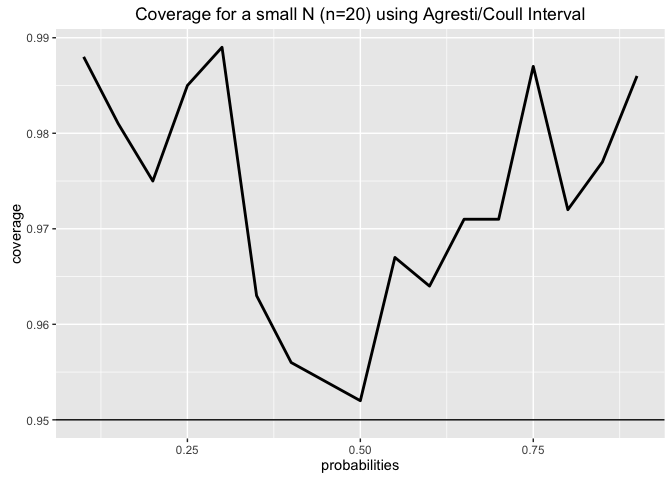 Coverage for a small N (n=20) using Agresti/Coull Interval
0.99
0.98
0.97
0.96
0.95
coverage
0.25 0.50 0.75
probabilities